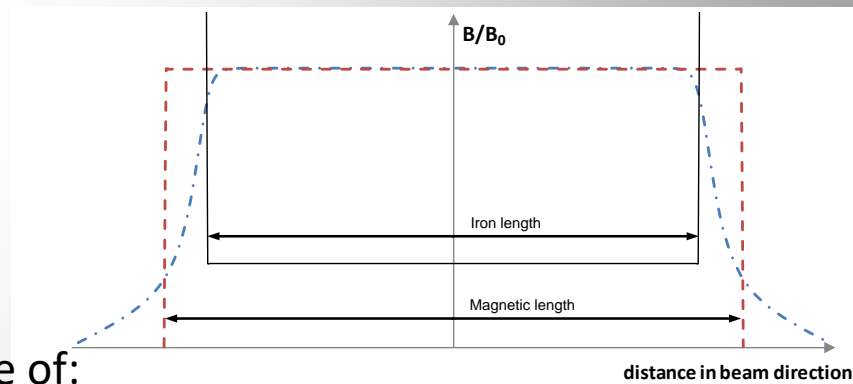 B/B₀
Iron length
Magnetic length
e of:
distance in beam direction